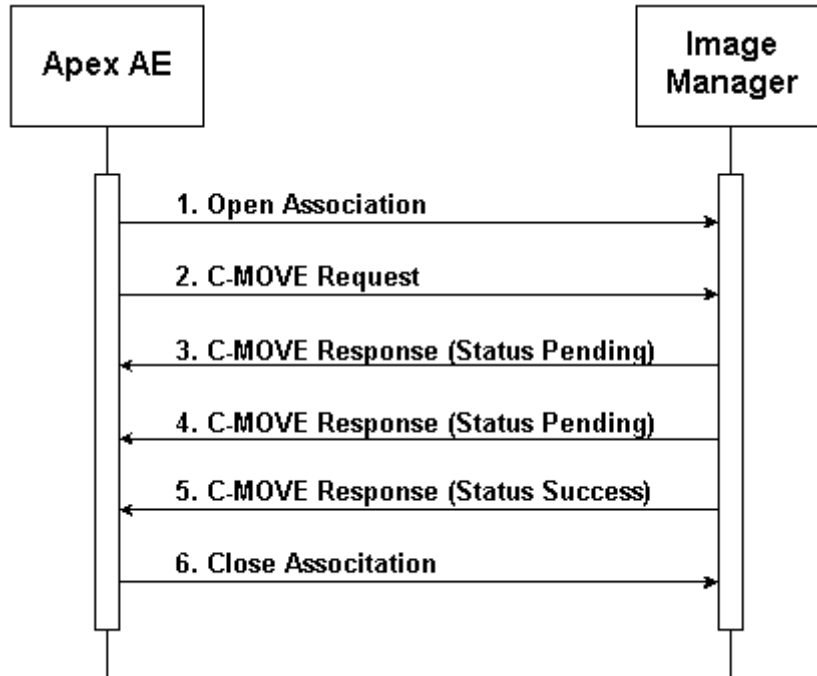 Apex AE
Image
Manager
1. Open Association
2. C-MOVE Request
3. C-MOVE Response (Status Pending)
4. C-MOVE Response (Status Pending)
5. C-MOVE Response (Status Success)
6. Close Associtation